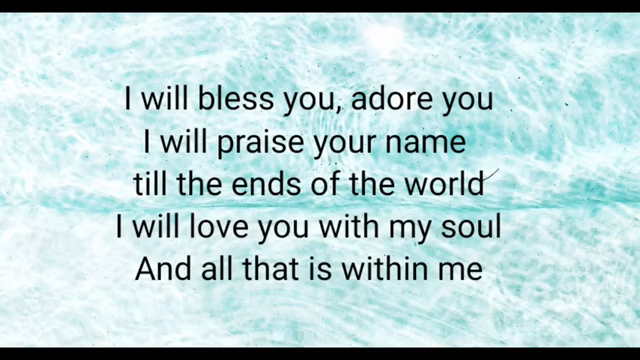 I will bless you, adore you
I will praise your name
till the ends of the world
I will love you with my soul
And all that is within me